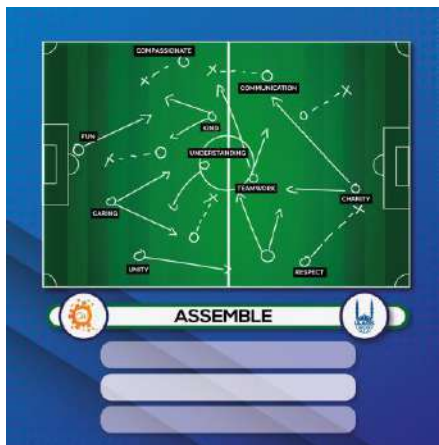 COMPASSIONATE
COMMUNICATION
KIND
FUN
UNDERSTANDING
TEAMWORK
CARING
CHARITY
UNITY
RESPECT
ASSEMBLE